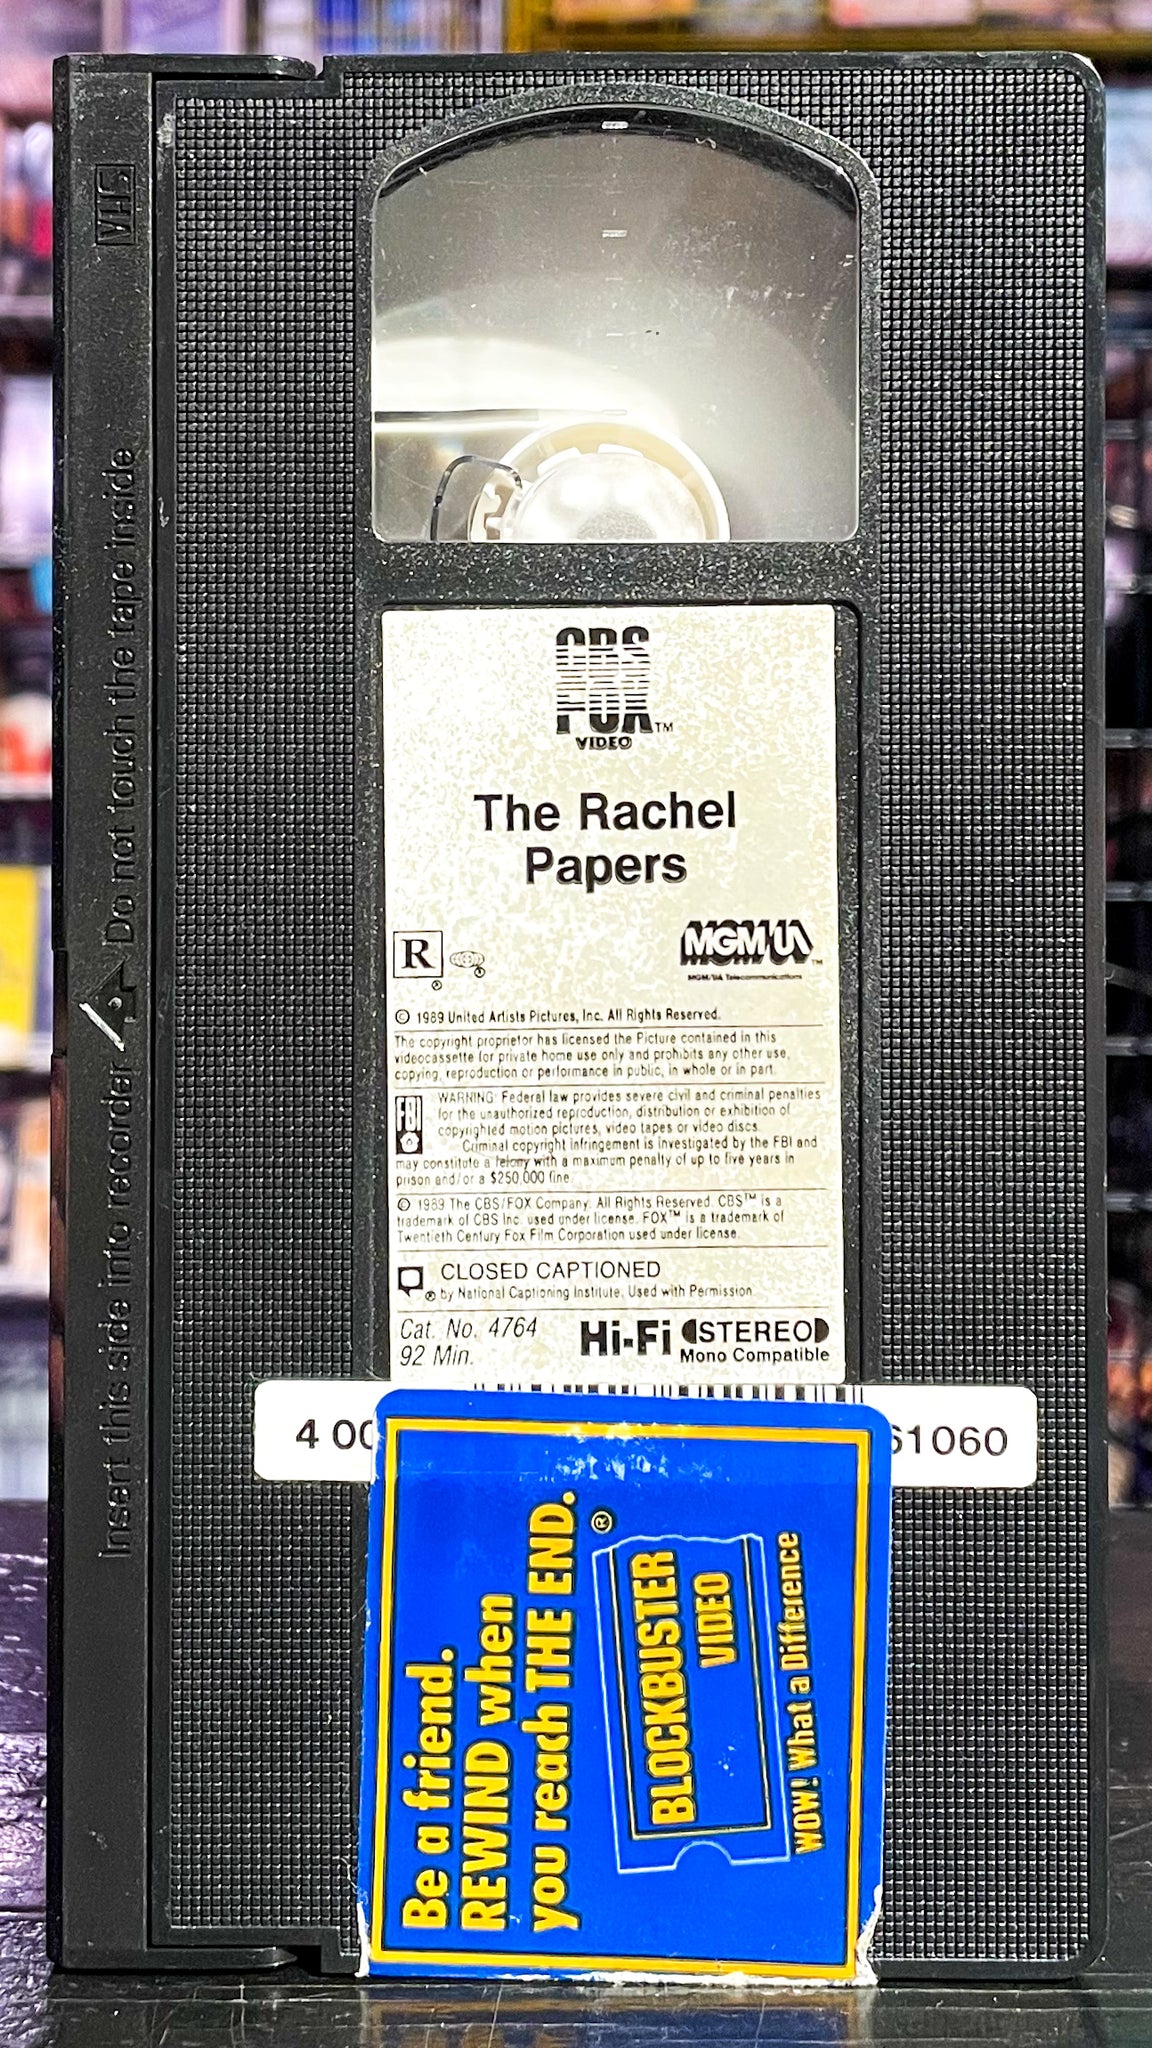 VHS
Insert this side into recorder
Do not touch the tape inside
CBS
FOX™
VIDEO
The Rachel
Papers
R
®
MGM/UA™
MGM/UA Telecommunications
© 1989 United Artists Pictures, Inc. All Rights Reserved.
The copyright proprietor has licensed the Picture contained in this
videocassette for private home use only and prohibits any other use,
copying, reproduction or performance in public, in whole or in part.
FBI
WARNING: Federal law provides severe civil and criminal penalties
for the unauthorized reproduction, distribution or exhibition of
copyrighted motion pictures, video tapes or video discs.
Criminal copyright infringement is investigated by the FBI and
may constitute a felony with a maximum penalty of up to five years in
prison and/or a $250,000 fine.
© 1989 The CBS/FOX Company. All Rights Reserved. CBS™ is a
trademark of CBS Inc. used under license. FOX™ is a trademark of
Twentieth Century Fox Film Corporation used under license.
CLOSED CAPTIONED
® by National Captioning Institute. Used with Permission.
Cat. No. 4764
92 Min.
Hi-Fi STEREO
Mono Compatible
4 00
61060
Be a friend.
REWIND when
you reach THE END.
®
BLOCKBUSTER
VIDEO
WOW! What a Difference